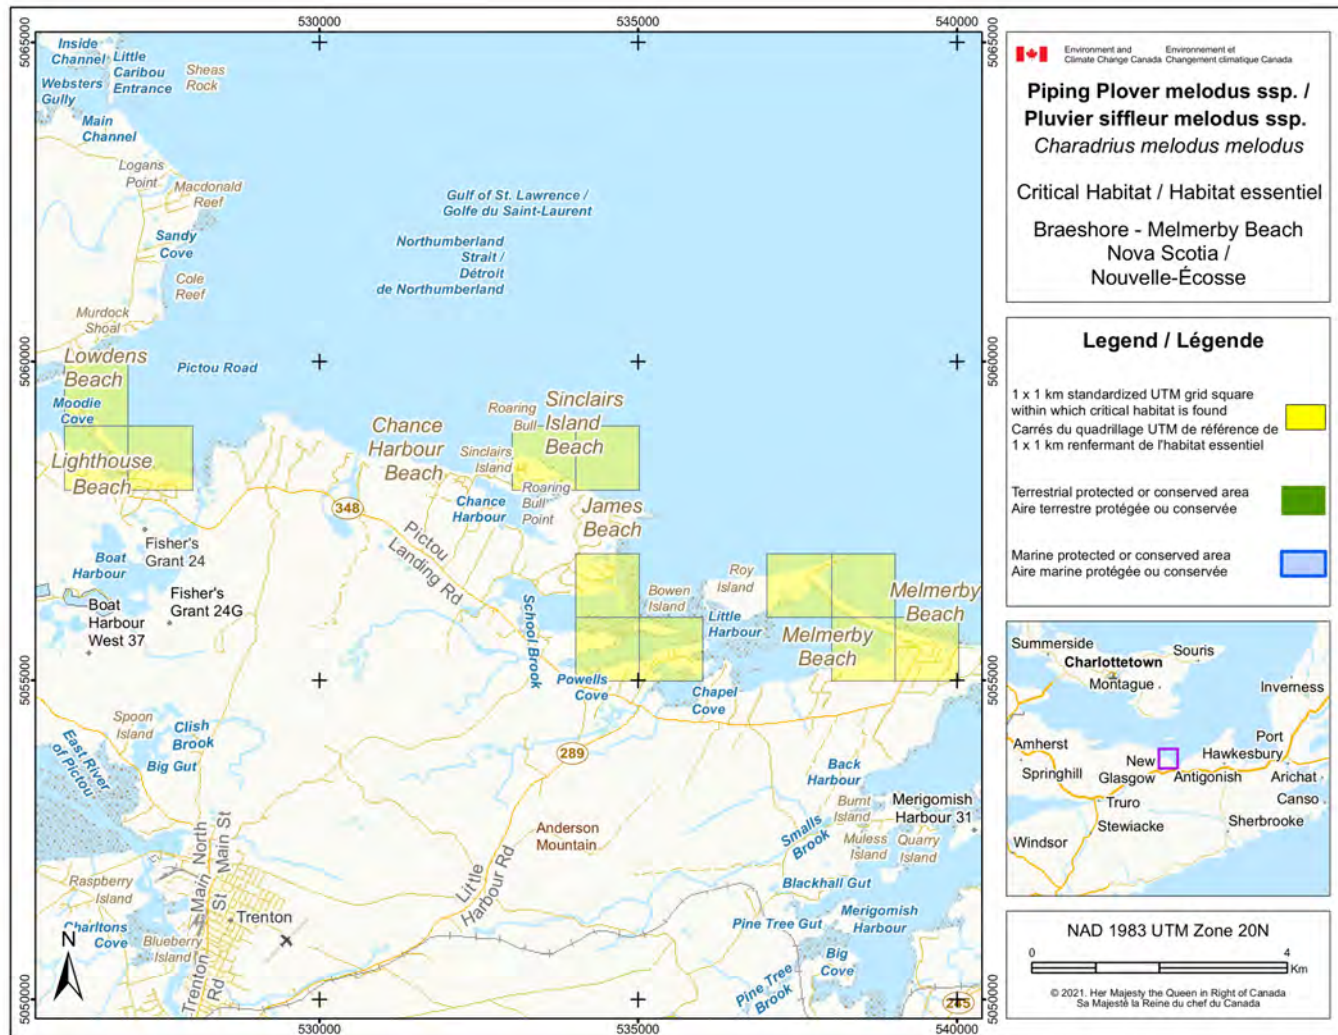 530000
535000
540000
5065000
5065000
Inside
Channel
Little
Caribou
Entrance
Sheas
Rock
Websters
Gully
Main
Channel
Logans
Point
Macdonald
Reef
Gulf of St. Lawrence /
Golfe du Saint-Laurent
Sandy
Cove
Northumberland
Strait /
Détroit
de Northumberland
Cole
Reef
Murdock
Shoal
5060000
5060000
Lowdens
Beach
Pictou Road
Moodie
Cove
Lighthouse
Beach
Chance
Harbour
Beach
Roaring
Bull
Sinclairs
Island
Beach
Sinclairs
Island
Roaring
Bull
Point
Chance
Harbour
James
Beach
348
Pictou
Landing Rd
Fisher's
Grant 24
Boat
Harbour
Fisher's
Grant 24G
Boat
Harbour
West 37
School Brook
Bowen
Island
Roy
Island
Little
Harbour
Melmerby
Beach
Melmerby
Beach
5055000
5055000
Powells
Cove
Chapel
Cove
Spoon
Island
Clish
Brook
Big Gut
East River
of Pictou
289
Back
Harbour
Burnt
Island
Merigomish
Harbour 31
Smalls
Brook
Muless
Island
Quarry
Island
Anderson
Mountain
Little
Harbour Rd
Main North
St Main St
Raspberry
Island
Trenton
Charltons
Cove
Blueberry
Island
Trenton
Rd
Blackhall Gut
Pine Tree Gut
Merigomish
Harbour
Big
Cove
Pine Tree
Brook
245
N
5050000
5050000
530000
535000
540000
Environment and
Climate Change Canada
Environnement et
Changement climatique Canada
Piping Plover melodus ssp. /
Pluvier siffleur melodus ssp.
Charadrius melodus melodus
Critical Habitat / Habitat essentiel
Braeshore - Melmerby Beach
Nova Scotia /
Nouvelle-Écosse
Legend / Légende
1 x 1 km standardized UTM grid square
within which critical habitat is found
Carrés du quadrillage UTM de référence de
1 x 1 km renfermant de l'habitat essentiel
Terrestrial protected or conserved area
Aire terrestre protégée ou conservée
Marine protected or conserved area
Aire marine protégée ou conservée
Summerside
Souris
Charlottetown
Montague
Inverness
Amherst
Port
Hawkesbury
New
Glasgow
Springhill
Antigonish
Arichat
Truro
Canso
Stewiacke
Sherbrooke
Windsor
NAD 1983 UTM Zone 20N
0
4
Km
© 2021. Her Majesty the Queen in Right of Canada
Sa Majesté la Reine du chef du Canada